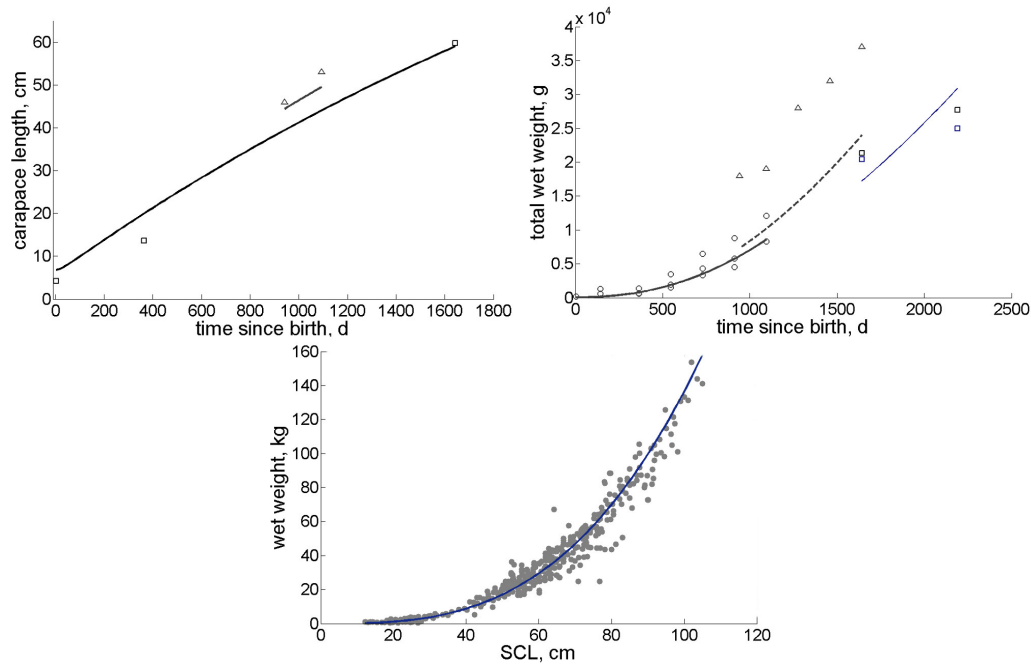 60
50
40
30
20
10
0
carapace length, cm
0 200 400 600 800 1000 1200 1400 1600 1800
time since birth, d
4 x 10^4
3.5
3
2.5
2
1.5
1
0.5
0
total wet weight, g
0 500 1000 1500 2000 2500
time since birth, d
160
140
120
100
80
60
40
20
0
wet weight, kg
0 20 40 60 80 100 120
SCL, cm